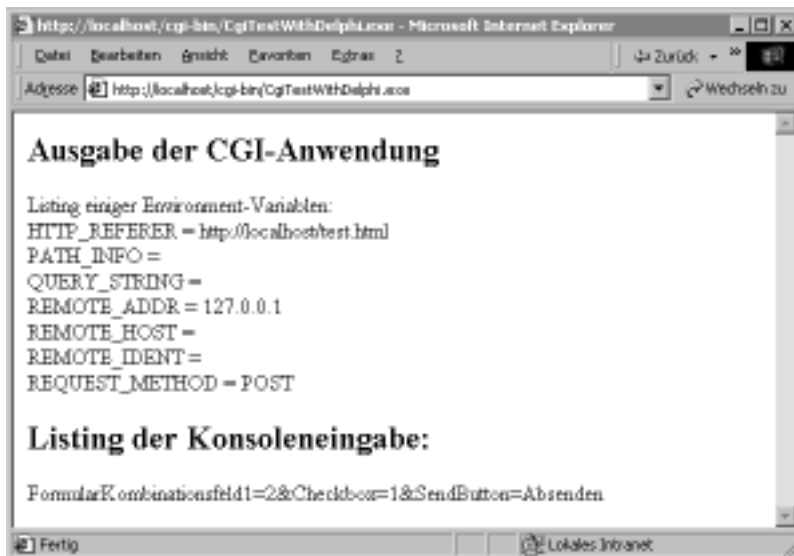 http://localhost/cgi-bin/CgiTestWithDelphi.exe - Microsoft Internet Explorer
Datei Bearbeiten Ansicht Favoriten Extras ? Zurück »
Adresse http://localhost/cgi-bin/CgiTestWithDelphi.exe Wechseln zu
Ausgabe der CGI-Anwendung
Listing einiger Environment-Variablen:
HTTP_REFERER = http://localhost/test.html
PATH_INFO =
QUERY_STRING =
REMOTE_ADDR = 127.0.0.1
REMOTE_HOST =
REMOTE_IDENT =
REQUEST_METHOD = POST
Listing der Konsoleneingabe:
FormularKombinationsfeld1=2&Checkbox=1&SendButton=Absenden
Fertig Lokales Intranet